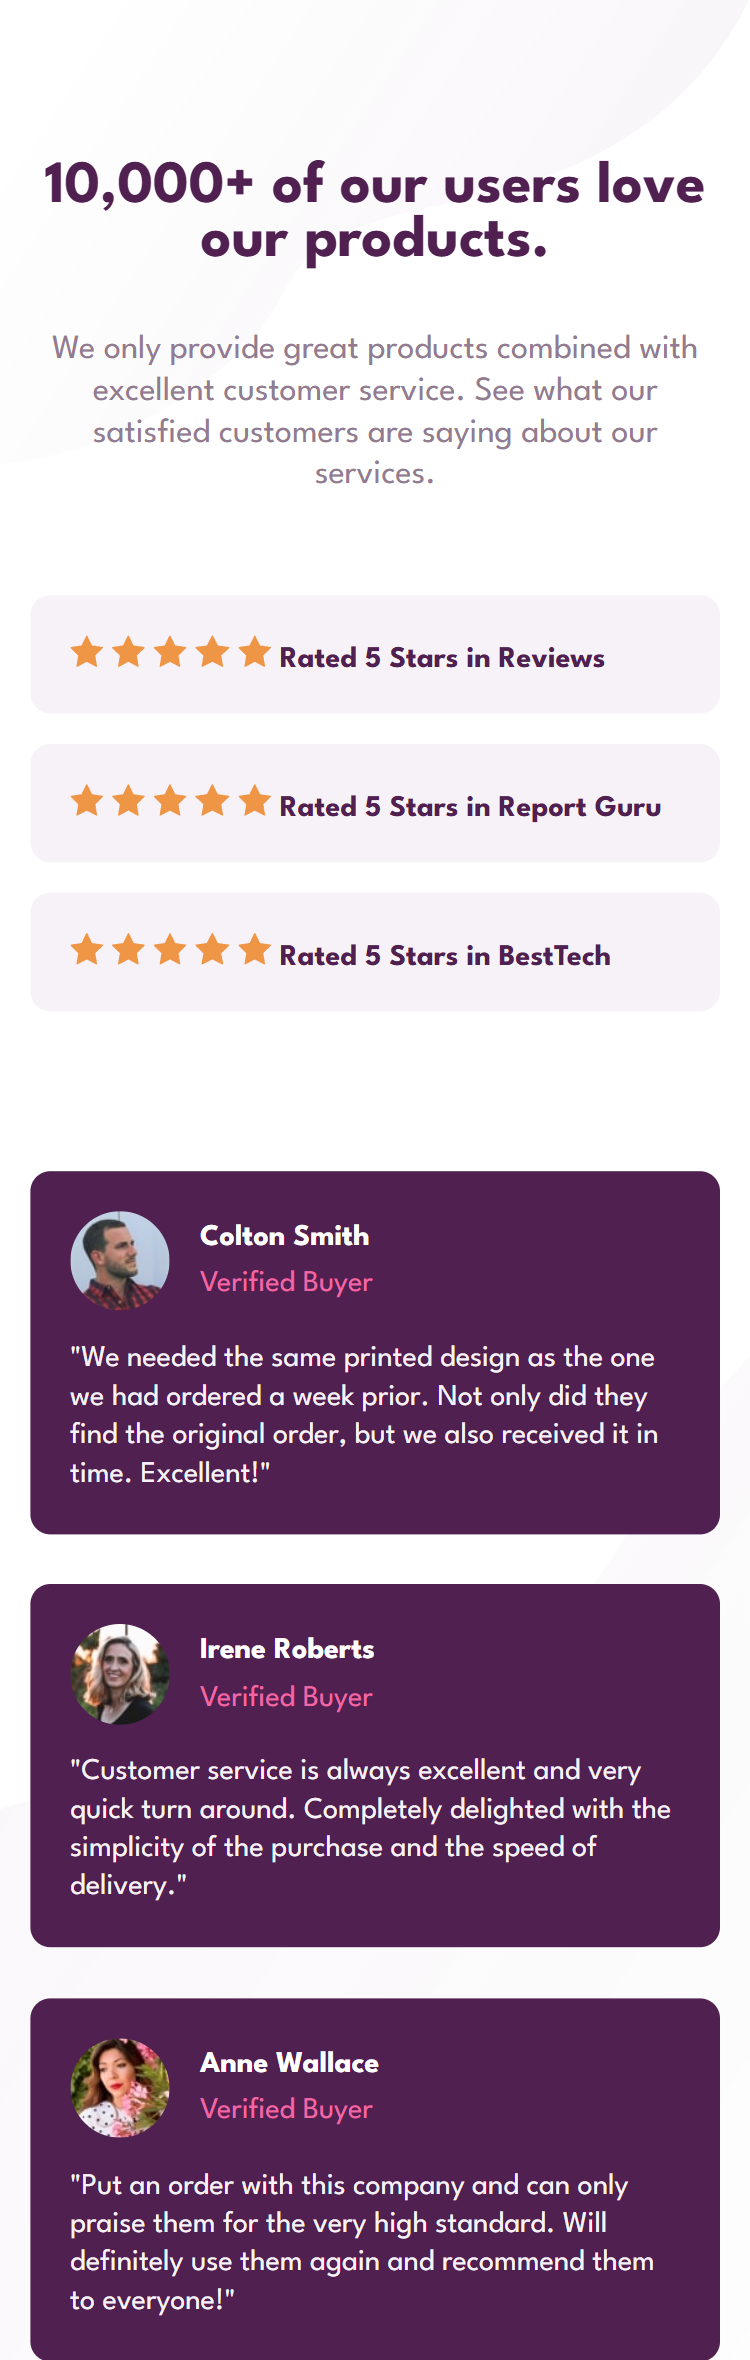 10,000+ of our users love
our products.
We only provide great products combined with
excellent customer service. See what our
satisfied customers are saying about our
services.
Rated 5 Stars in Reviews
Rated 5 Stars in Report Guru
Rated 5 Stars in BestTech
Colton Smith
Verified Buyer
"We needed the same printed design as the one
we had ordered a week prior. Not only did they
find the original order, but we also received it in
time. Excellent!"
Irene Roberts
Verified Buyer
"Customer service is always excellent and very
quick turn around. Completely delighted with the
simplicity of the purchase and the speed of
delivery."
Anne Wallace
Verified Buyer
"Put an order with this company and can only
praise them for the very high standard. Will
definitely use them again and recommend them
to everyone!"